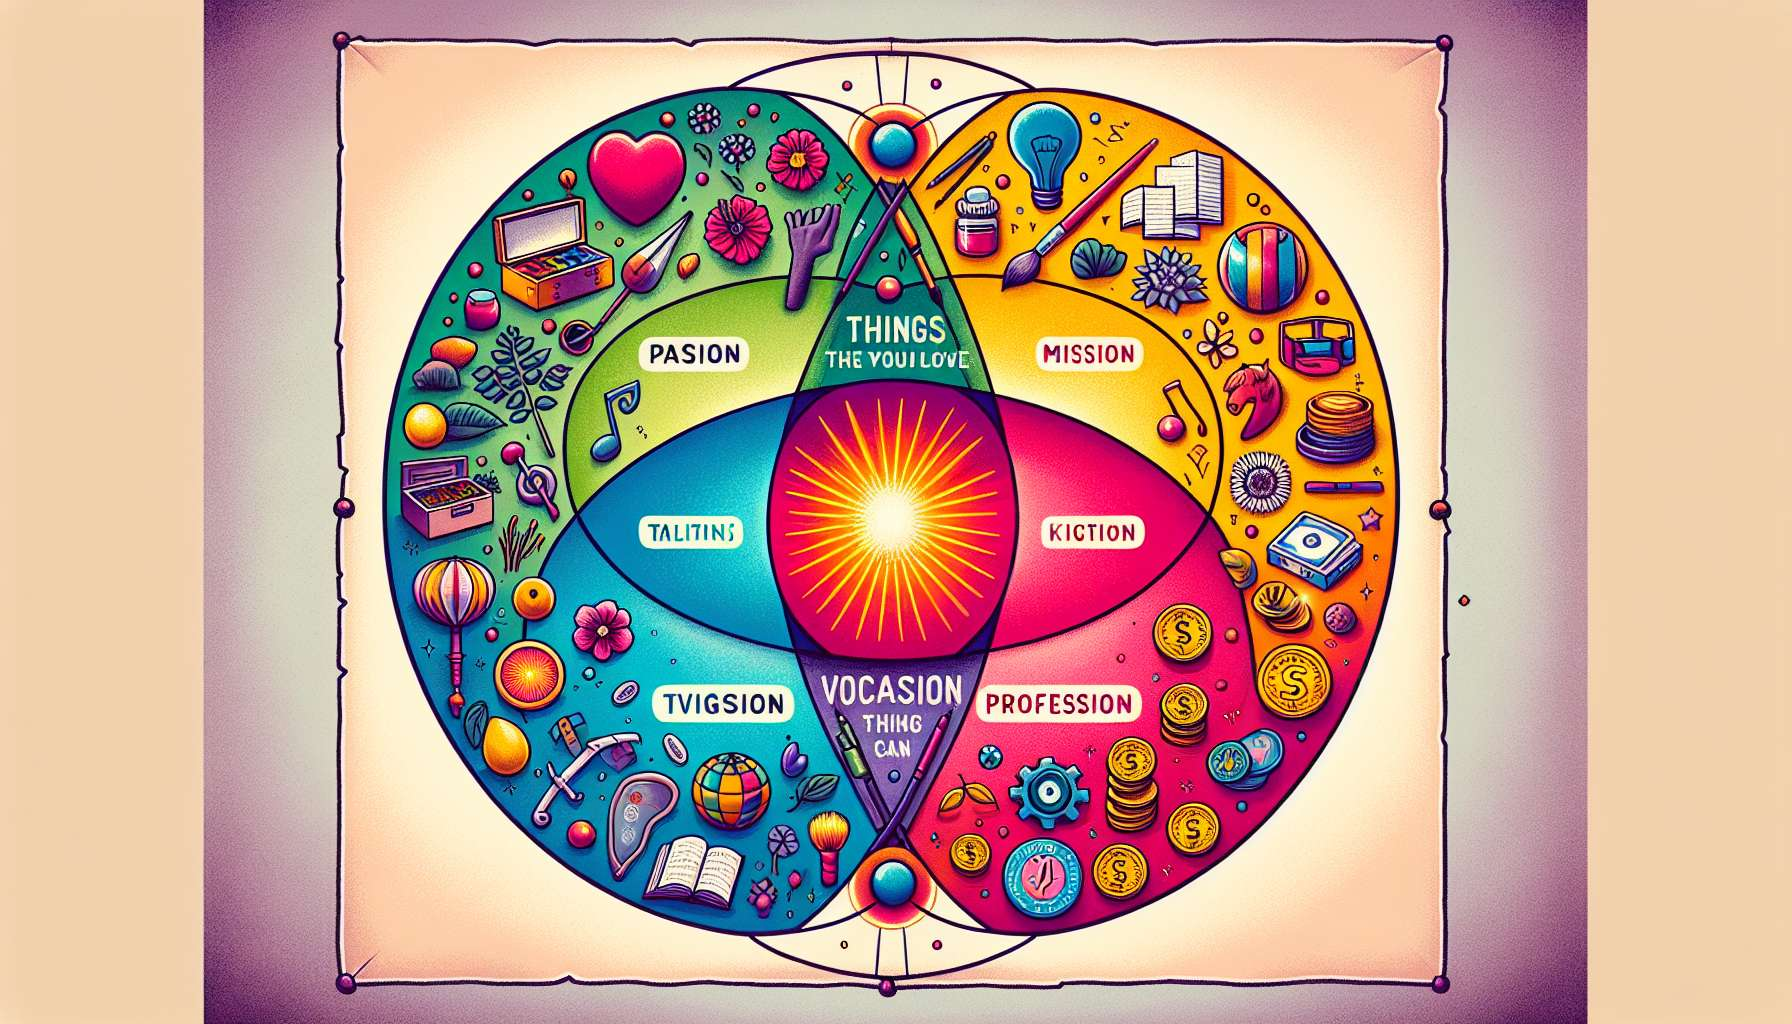 THINGS
THE YOUI LOVE
PASION
MISSION
TALITINS
KICTION
TVIGSION
VOCASION
PROFESSION
THING
CAN